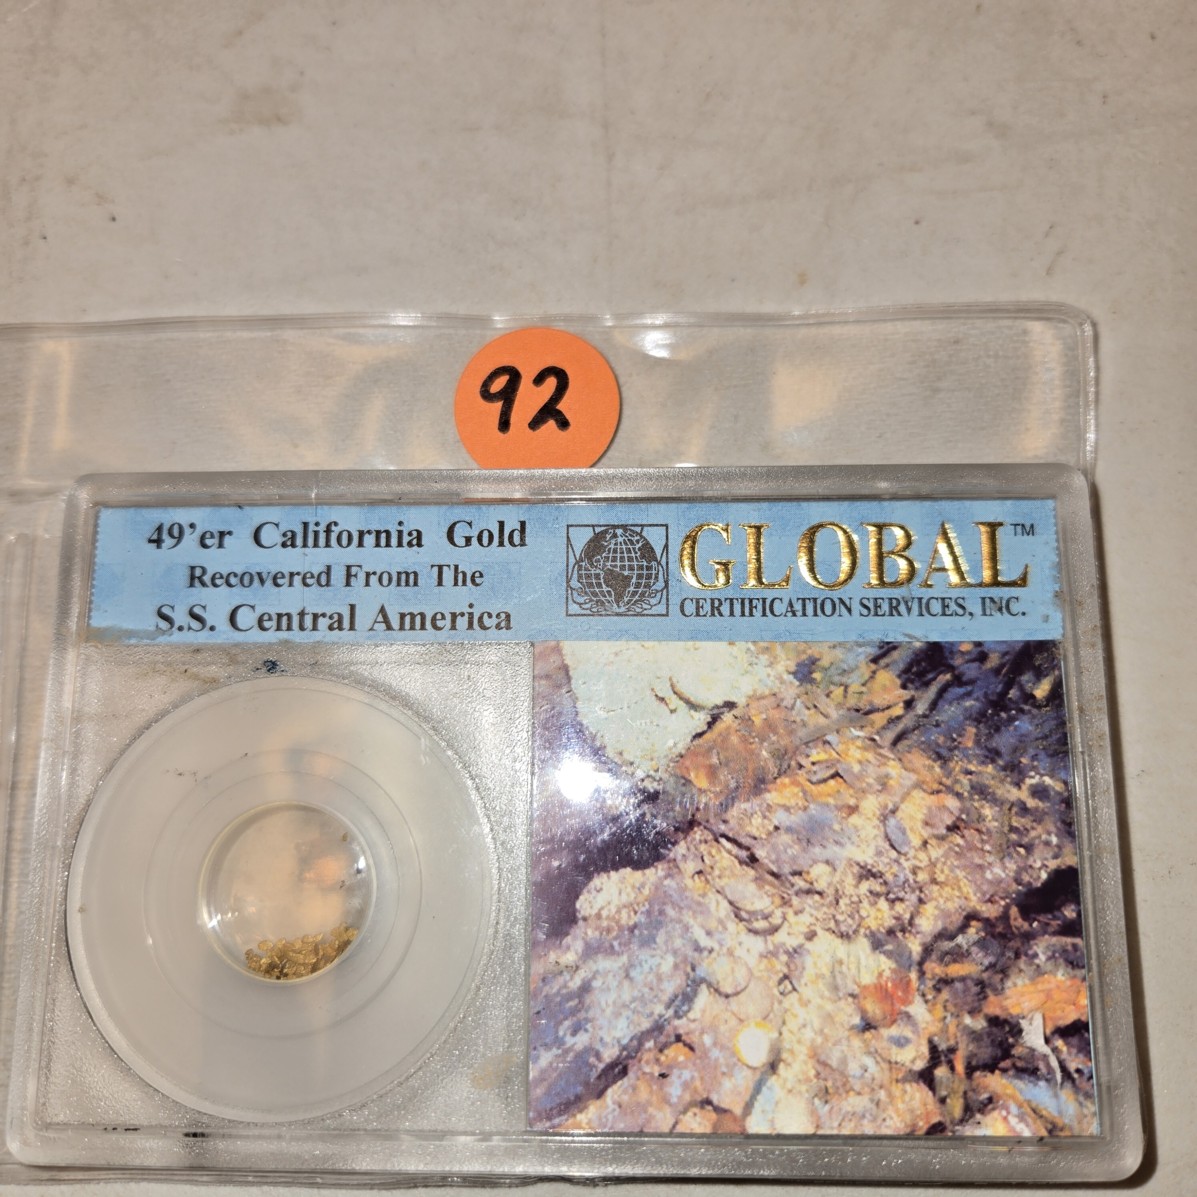 92
49'er California Gold
Recovered From The
S.S. Central America
GLOBAL™
CERTIFICATION SERVICES, INC.